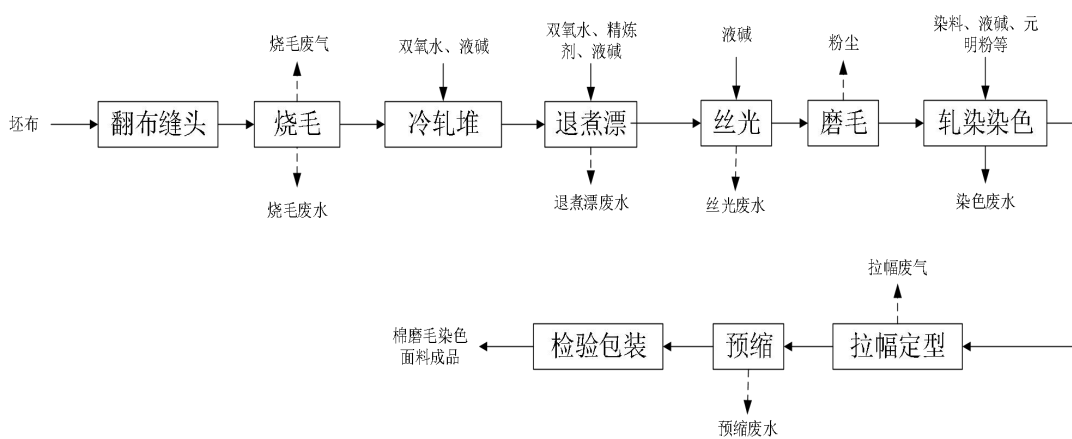 烧毛废气
双氧水、液碱
双氧水、精炼
剂、液碱
液碱
粉尘
染料、液碱、元
明粉等
坯布
翻布缝头
烧毛
冷轧堆
退煮漂
丝光
磨毛
轧染染色
烧毛废水
退煮漂废水
丝光废水
染色废水
拉幅废气
棉磨毛染色
面料成品
检验包装
预缩
拉幅定型
预缩废水